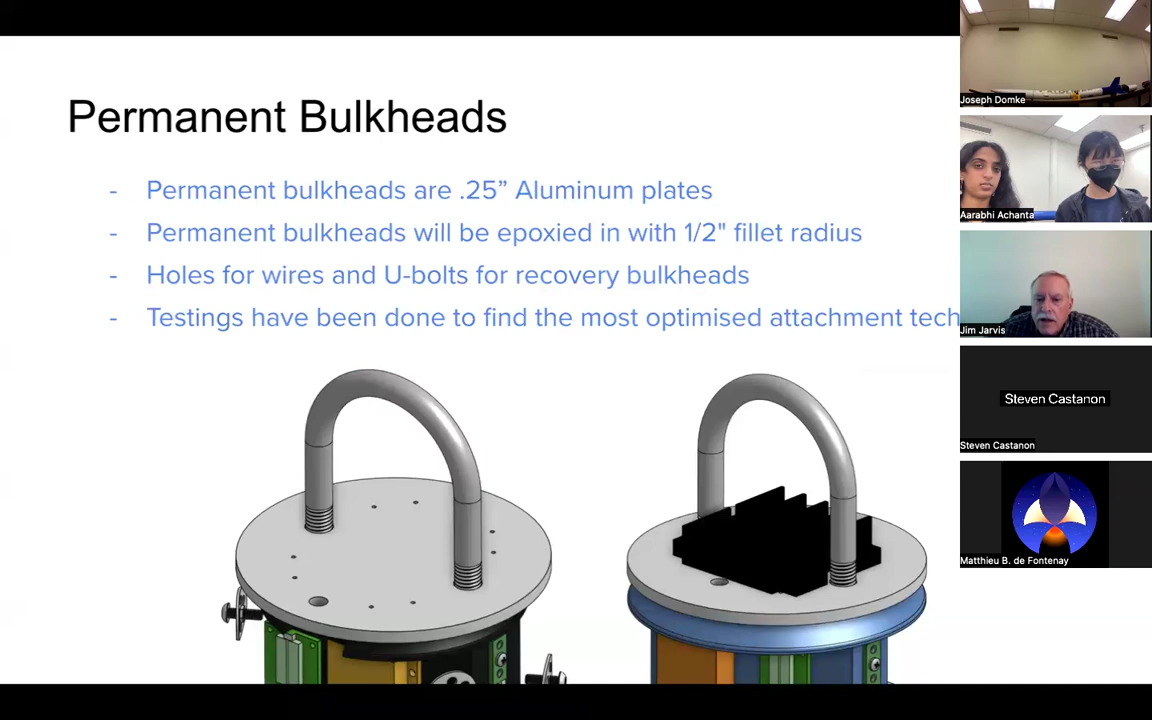 Permanent Bulkheads
- Permanent bulkheads are .25” Aluminum plates
- Permanent bulkheads will be epoxied in with 1/2" fillet radius
- Holes for wires and U-bolts for recovery bulkheads
- Testings have been done to find the most optimised attachment tech
Joseph Domke
Aarabhi Achanta
Jim Jarvis
Steven Castanon
Steven Castanon
Matthieu B. de Fontenay